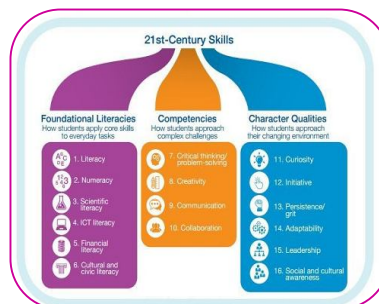 21st-Century Skills
Foundational Literacies
How students apply core skills
to everyday tasks
ABC
DE
1. Literacy
123
2. Numeracy
3. Scientific
literacy
4. ICT literacy
5. Financial
literacy
6. Cultural and
civic literacy
Competencies
How students approach
complex challenges
7. Critical thinking/
problem-solving
8. Creativity
9. Communication
10. Collaboration
Character Qualities
How students approach
their changing environment
11. Curiosity
12. Initiative
13. Persistence/
grit
14. Adaptability
15. Leadership
16. Social and cultural
awareness